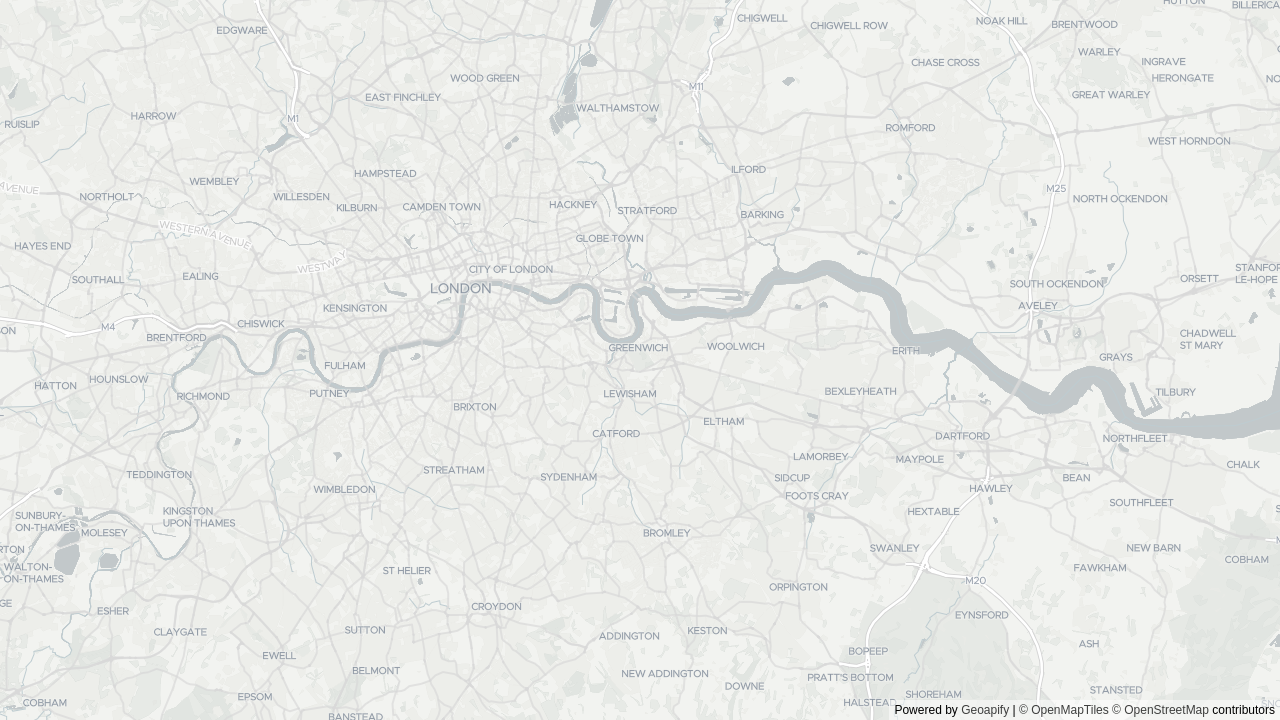 CHIGWELL
NOAK HILL
BRENTWOOD
HUTTON
BILLERICA
EDGWARE
CHIGWELL ROW
WARLEY
INGRAVE
CHASE CROSS
WOOD GREEN
HERONGATE
M11
EAST FINCHLEY
WALTHAMSTOW
GREAT WARLEY
RUISLIP
HARROW
M1
ROMFORD
WEST HORNDON
HAMPSTEAD
ILFORD
AVENUE
WEMBLEY
M25
NORTHOLT
WILLESDEN
KILBURN
CAMDEN TOWN
HACKNEY
STRATFORD
BARKING
NORTH OCKENDON
WESTERN AVENUE
HAYES END
GLOBE TOWN
WESTWAY
CITY OF LONDON
STANFOR
LE-HOPE
SOUTHALL
EALING
LONDON
SOUTH OCKENDON
ORSETT
KENSINGTON
AVELEY
M4
CHISWICK
BRENTFORD
CHADWELL
ST MARY
GREENWICH
WOOLWICH
ERITH
GRAYS
FULHAM
HATTON
HOUNSLOW
RICHMOND
PUTNEY
LEWISHAM
BEXLEYHEATH
TILBURY
BRIXTON
CATFORD
ELTHAM
DARTFORD
NORTHFLEET
LAMORBEY
MAYPOLE
CHALK
TEDDINGTON
STREATHAM
SYDENHAM
SIDCUP
BEAN
WIMBLEDON
FOOTS CRAY
HAWLEY
SOUTHFLEET
KINGSTON
UPON THAMES
SUNBURY-
ON-THAMES
MOLESEY
HEXTABLE
BROMLEY
SWANLEY
NEW BARN
COBHAM
WALTON-
ON-THAMES
ST HELIER
FAWKHAM
M20
ORPINGTON
ESHER
CROYDON
EYNSFORD
CLAYGATE
SUTTON
ADDINGTON
KESTON
ASH
EWELL
BOPEEP
BELMONT
NEW ADDINGTON
PRATT'S BOTTOM
DOWNE
STANSTED
EPSOM
SHOREHAM
COBHAM
HALSTEAD
BANSTEAD
Powered by Geoapify | © OpenMapTiles © OpenStreetMap contributors